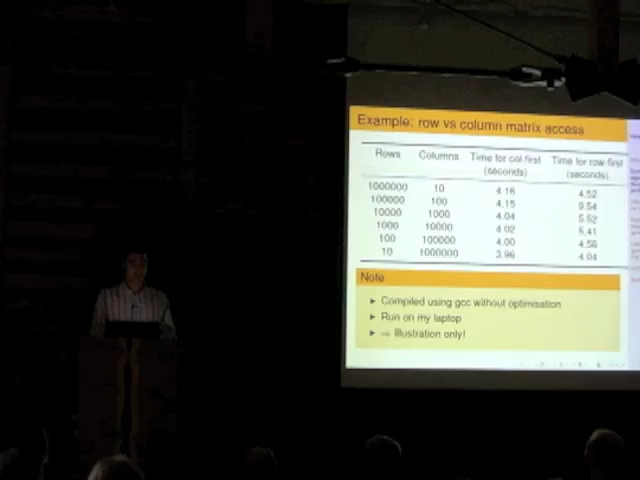 Example: row vs column matrix access
Rows Columns Time for col-first (seconds) Time for row-first (seconds)
1000000 10 4.18 4.52
100000 100 4.15 9.54
10000 1000 4.04 5.52
1000 10000 4.02 5.41
100 100000 4.00 4.56
10 1000000 3.96 4.04
Note
Compiled using gcc without optimisation
Run on my laptop
⇒ Illustration only!